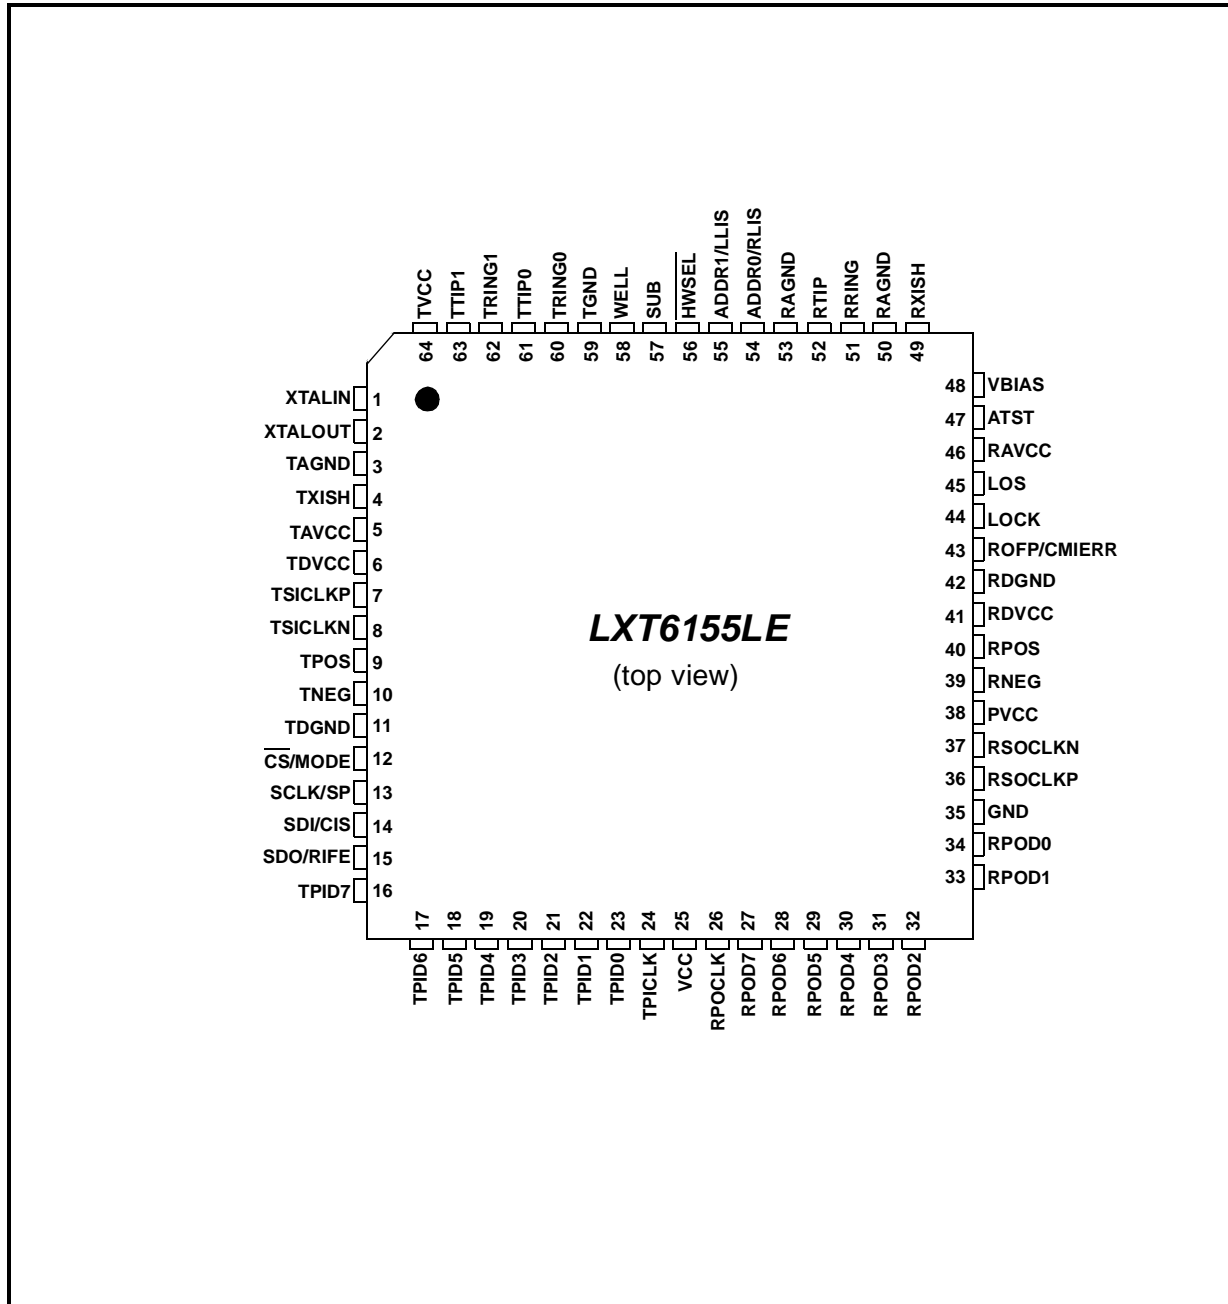 TVCC
TTIP1
TRING1
TTIP0
TRING0
TGND
WELL
SUB
HWSEL
ADDR1/LLIS
ADDR0/RLIS
RAGND
RTIP
RRING
RAGND
RXISH
64
63
62
61
60
59
58
57
56
55
54
53
52
51
50
49
XTALIN 1
XTALOUT 2
TAGND 3
TXISH 4
TAVCC 5
TDVCC 6
TSICLKP 7
TSICLKN 8
TPOS 9
TNEG 10
TDGND 11
CS/MODE 12
SCLK/SP 13
SDI/CIS 14
SDO/RIFE 15
TPID7 16
LXT6155LE
(top view)
48 VBIAS
47 ATST
46 RAVCC
45 LOS
44 LOCK
43 ROFP/CMIERR
42 RDGND
41 RDVCC
40 RPOS
39 RNEG
38 PVCC
37 RSOCLKN
36 RSOCLKP
35 GND
34 RPOD0
33 RPOD1
17
18
19
20
21
22
23
24
25
26
27
28
29
30
31
32
TPID6
TPID5
TPID4
TPID3
TPID2
TPID1
TPID0
TPICLK
VCC
RPOCLK
RPOD7
RPOD6
RPOD5
RPOD4
RPOD3
RPOD2